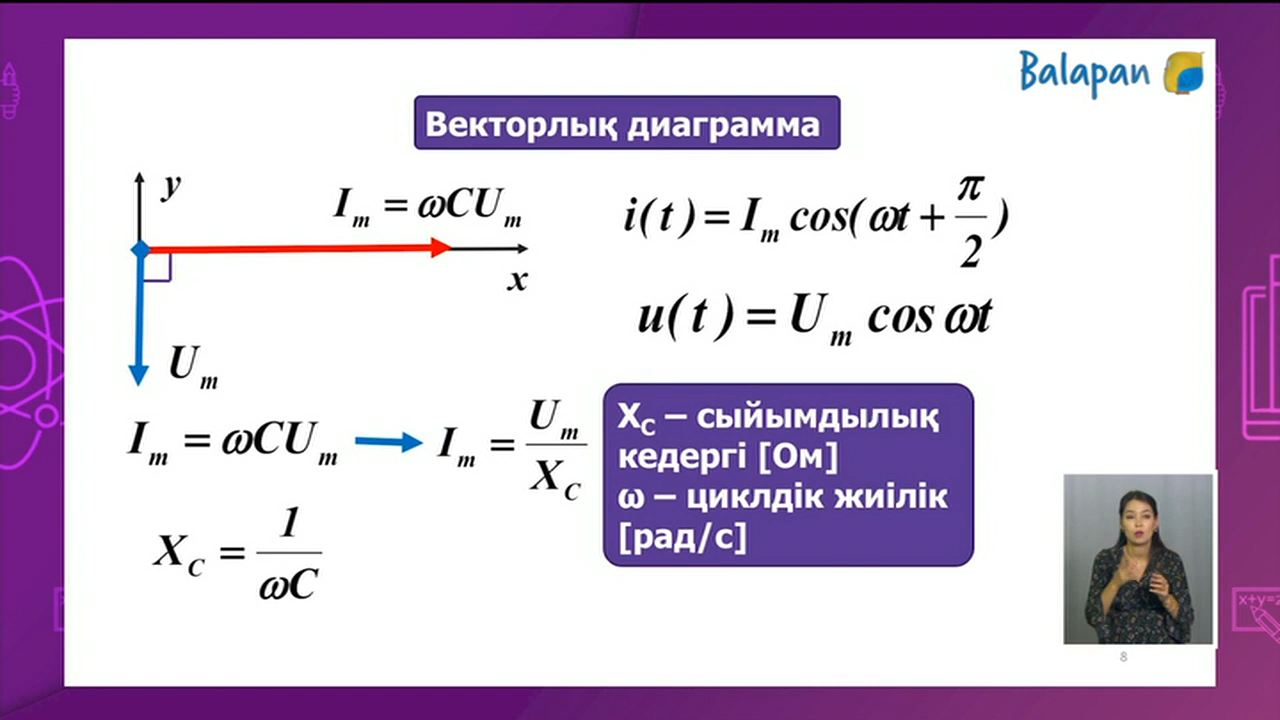 Balapan
Векторлық диаграмма
y
I_m = ωCU_m
x
U_m
i(t) = I_m cos(ωt + π/2)
u(t) = U_m cos ωt
I_m = ωCU_m → I_m = U_m/X_C
X_C = 1/ωC
X_C – сыйымдылық
кедергі [Ом]
ω – циклдік жиілік
[рад/с]
x+y=
8